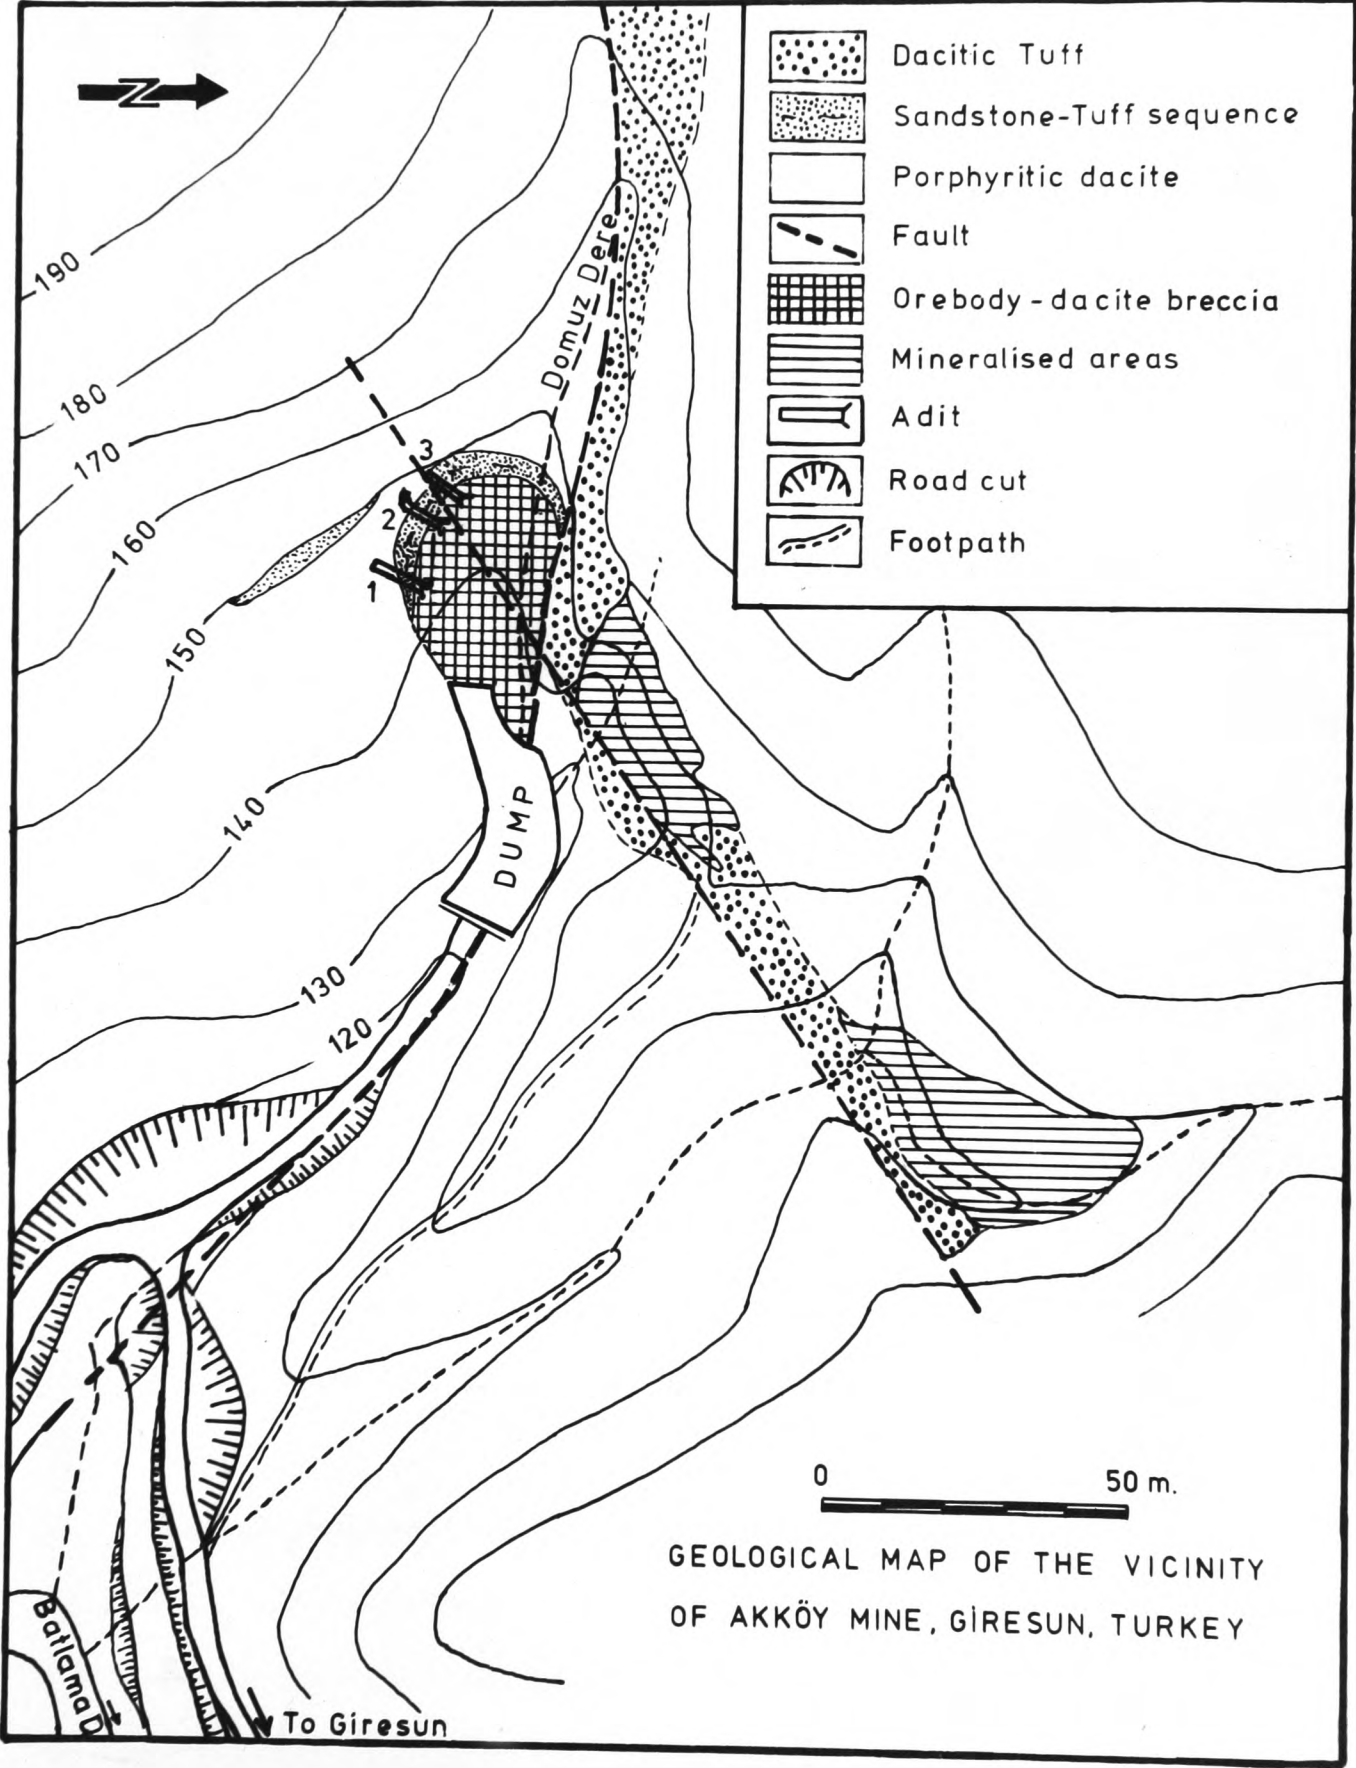 N
Dacitic Tuff
Sandstone-Tuff sequence
Porphyritic dacite
Fault
Orebody - dacite breccia
Mineralised areas
Adit
Road cut
Footpath
190
180
170
160
150
140
130
120
Domuz Dere
3
2
1
DUMP
0 50 m.
GEOLOGICAL MAP OF THE VICINITY
OF AKKÖY MINE, GİRESUN, TURKEY
Batlama D
To Giresun